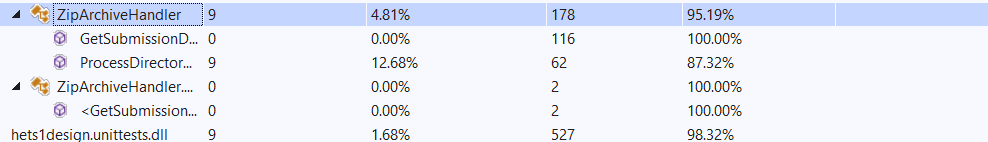 ZipArchiveHandler 9 4.81% 178 95.19%
GetSubmissionD... 0 0.00% 116 100.00%
ProcessDirector... 9 12.68% 62 87.32%
ZipArchiveHandler.... 0 0.00% 2 100.00%
<GetSubmission... 0 0.00% 2 100.00%
hets1design.unittests.dll 9 1.68% 527 98.32%